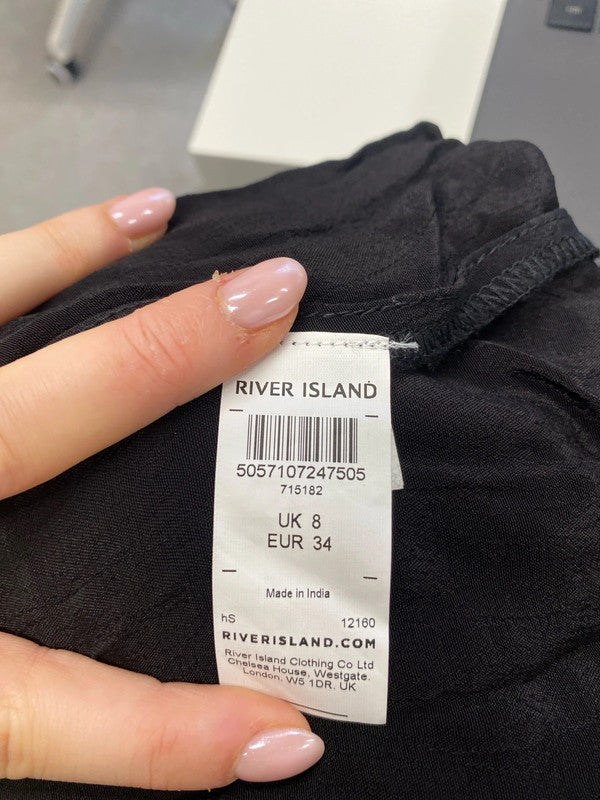 RIVER ISLAND
5057107247505
715182
UK 8
EUR 34
Made in India
hS 12160
RIVERISLAND.COM
River Island Clothing Co Ltd
Chelsea House, Westgate.
London. W5 1DR. UK